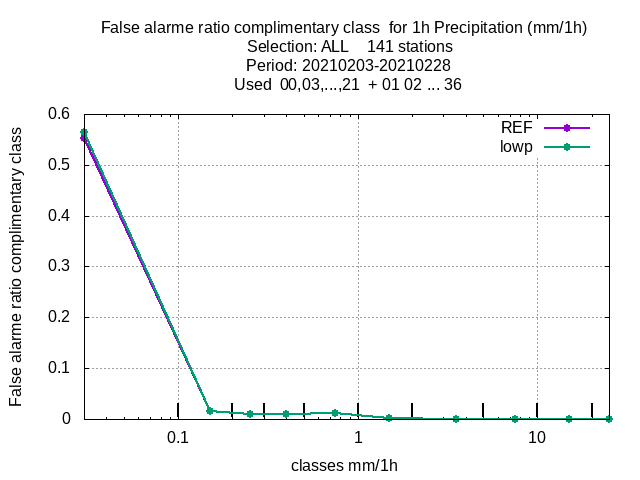 False alarme ratio complimentary class  for 1h Precipitation (mm/1h)
Selection: ALL    141 stations
Period: 20210203-20210228
Used  00,03,...,21  + 01 02 ... 36
False alarme ratio complimentary class
0.6
0.5
0.4
0.3
0.2
0.1
0
REF
lowp
0.1 1 10
classes mm/1h